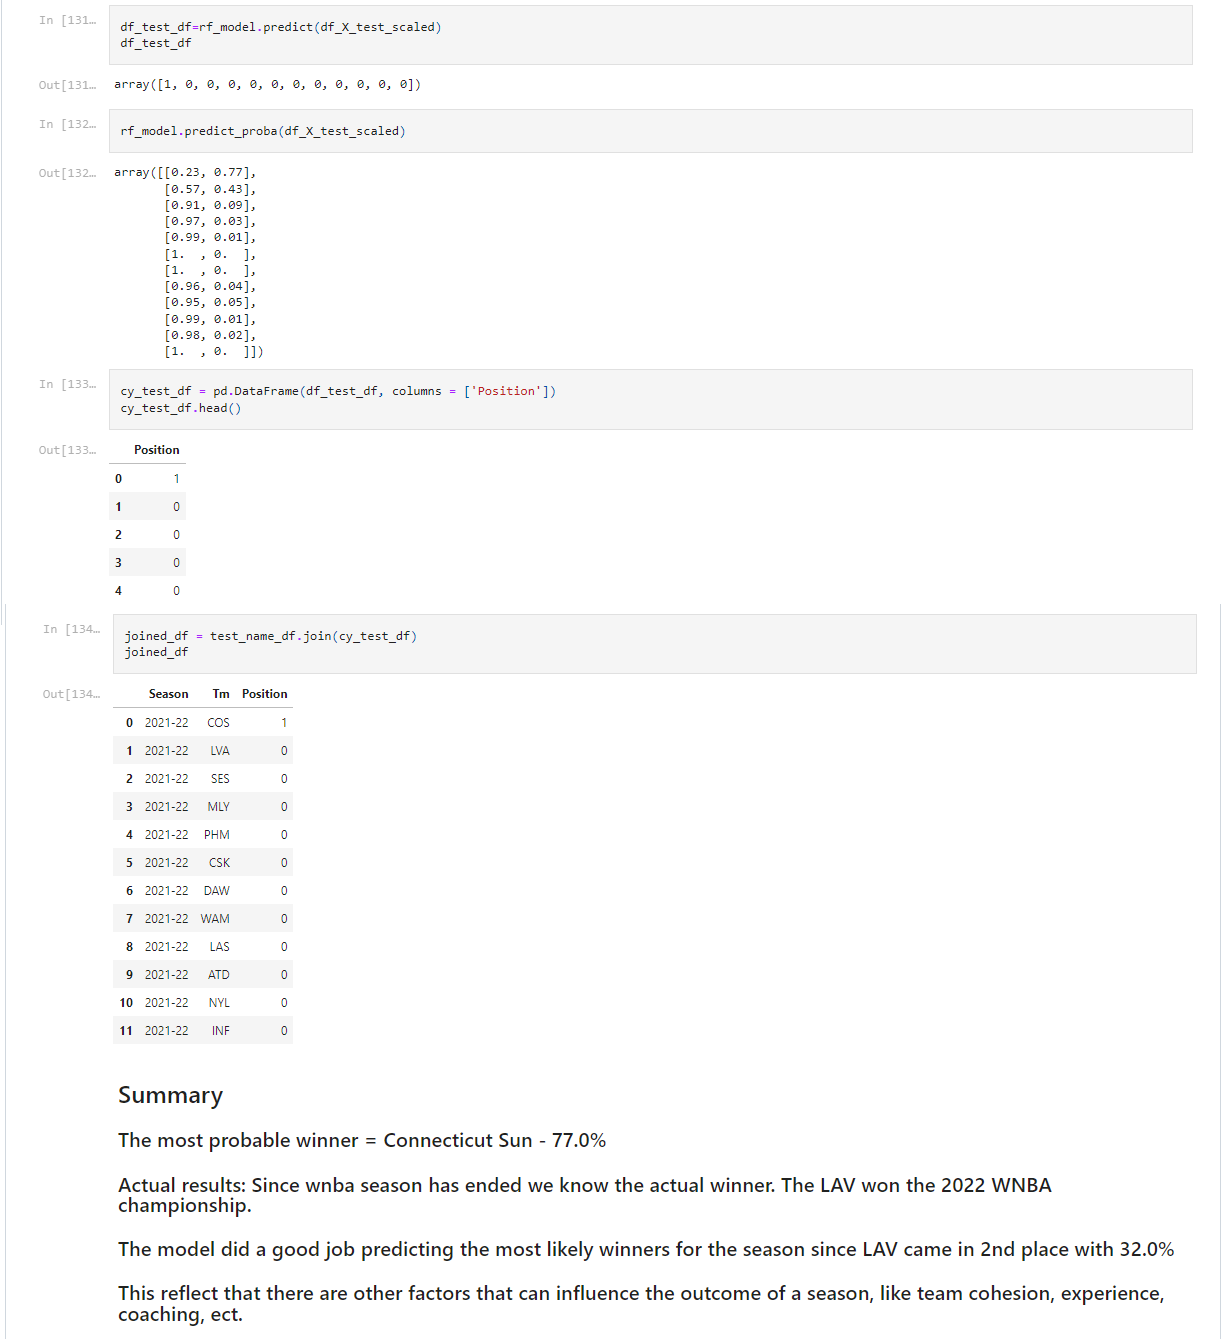 In [131…
df_test_df=rf_model.predict(df_X_test_scaled)
df_test_df
Out[131…
array([1, 0, 0, 0, 0, 0, 0, 0, 0, 0, 0, 0])
In [132…
rf_model.predict_proba(df_X_test_scaled)
Out[132…
array([[0.23, 0.77],
[0.57, 0.43],
[0.91, 0.09],
[0.97, 0.03],
[0.99, 0.01],
[1.  , 0.  ],
[1.  , 0.  ],
[0.96, 0.04],
[0.95, 0.05],
[0.99, 0.01],
[0.98, 0.02],
[1.  , 0.  ]])
In [133…
cy_test_df = pd.DataFrame(df_test_df, columns = ['Position'])
cy_test_df.head()
Out[133…
Position
0 1
1 0
2 0
3 0
4 0
In [134…
joined_df = test_name_df.join(cy_test_df)
joined_df
Out[134…
Season Tm Position
0 2021-22 COS 1
1 2021-22 LVA 0
2 2021-22 SES 0
3 2021-22 MLY 0
4 2021-22 PHM 0
5 2021-22 CSK 0
6 2021-22 DAW 0
7 2021-22 WAM 0
8 2021-22 LAS 0
9 2021-22 ATD 0
10 2021-22 NYL 0
11 2021-22 INF 0
Summary
The most probable winner = Connecticut Sun - 77.0%
Actual results: Since wnba season has ended we know the actual winner. The LAV won the 2022 WNBA
championship.
The model did a good job predicting the most likely winners for the season since LAV came in 2nd place with 32.0%
This reflect that there are other factors that can influence the outcome of a season, like team cohesion, experience,
coaching, ect.